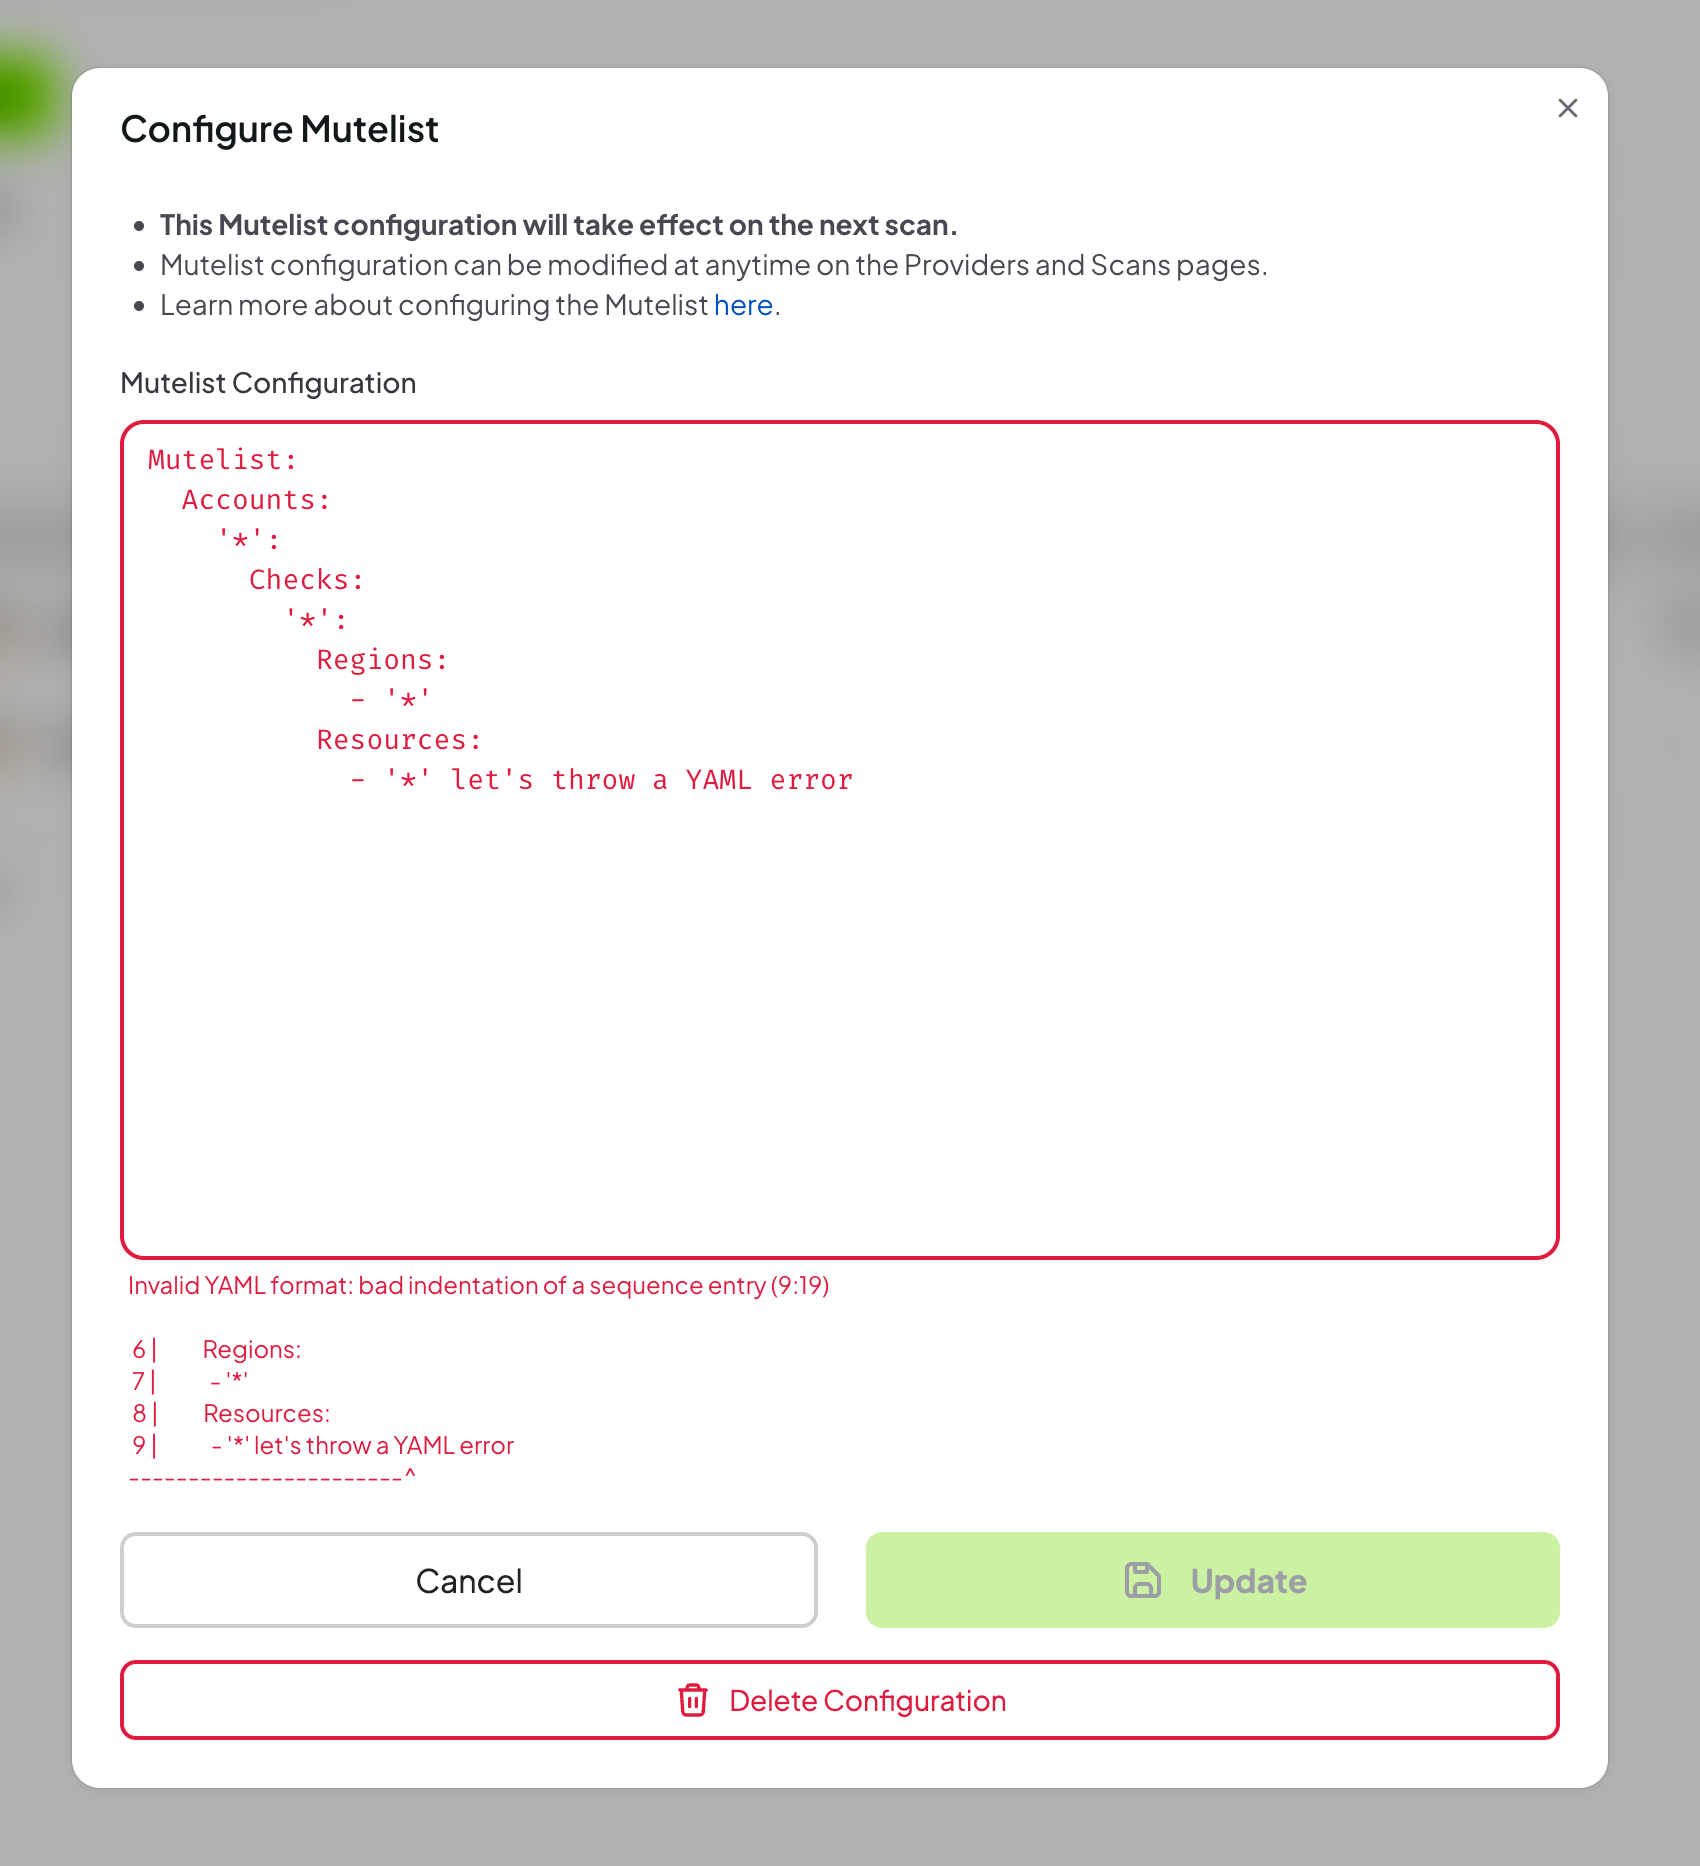 Configure Mutelist
This Mutelist configuration will take effect on the next scan.
Mutelist configuration can be modified at anytime on the Providers and Scans pages.
Learn more about configuring the Mutelist here.
Mutelist Configuration
Mutelist:
  Accounts:
    '*':
      Checks:
        '*':
          Regions:
            - '*'
          Resources:
            - '*' let's throw a YAML error
Invalid YAML format: bad indentation of a sequence entry (9:19)
6 |       Regions:
7 |        - '*'
8 |       Resources:
9 |        - '*' let's throw a YAML error
-----------------------^
Cancel
Update
Delete Configuration